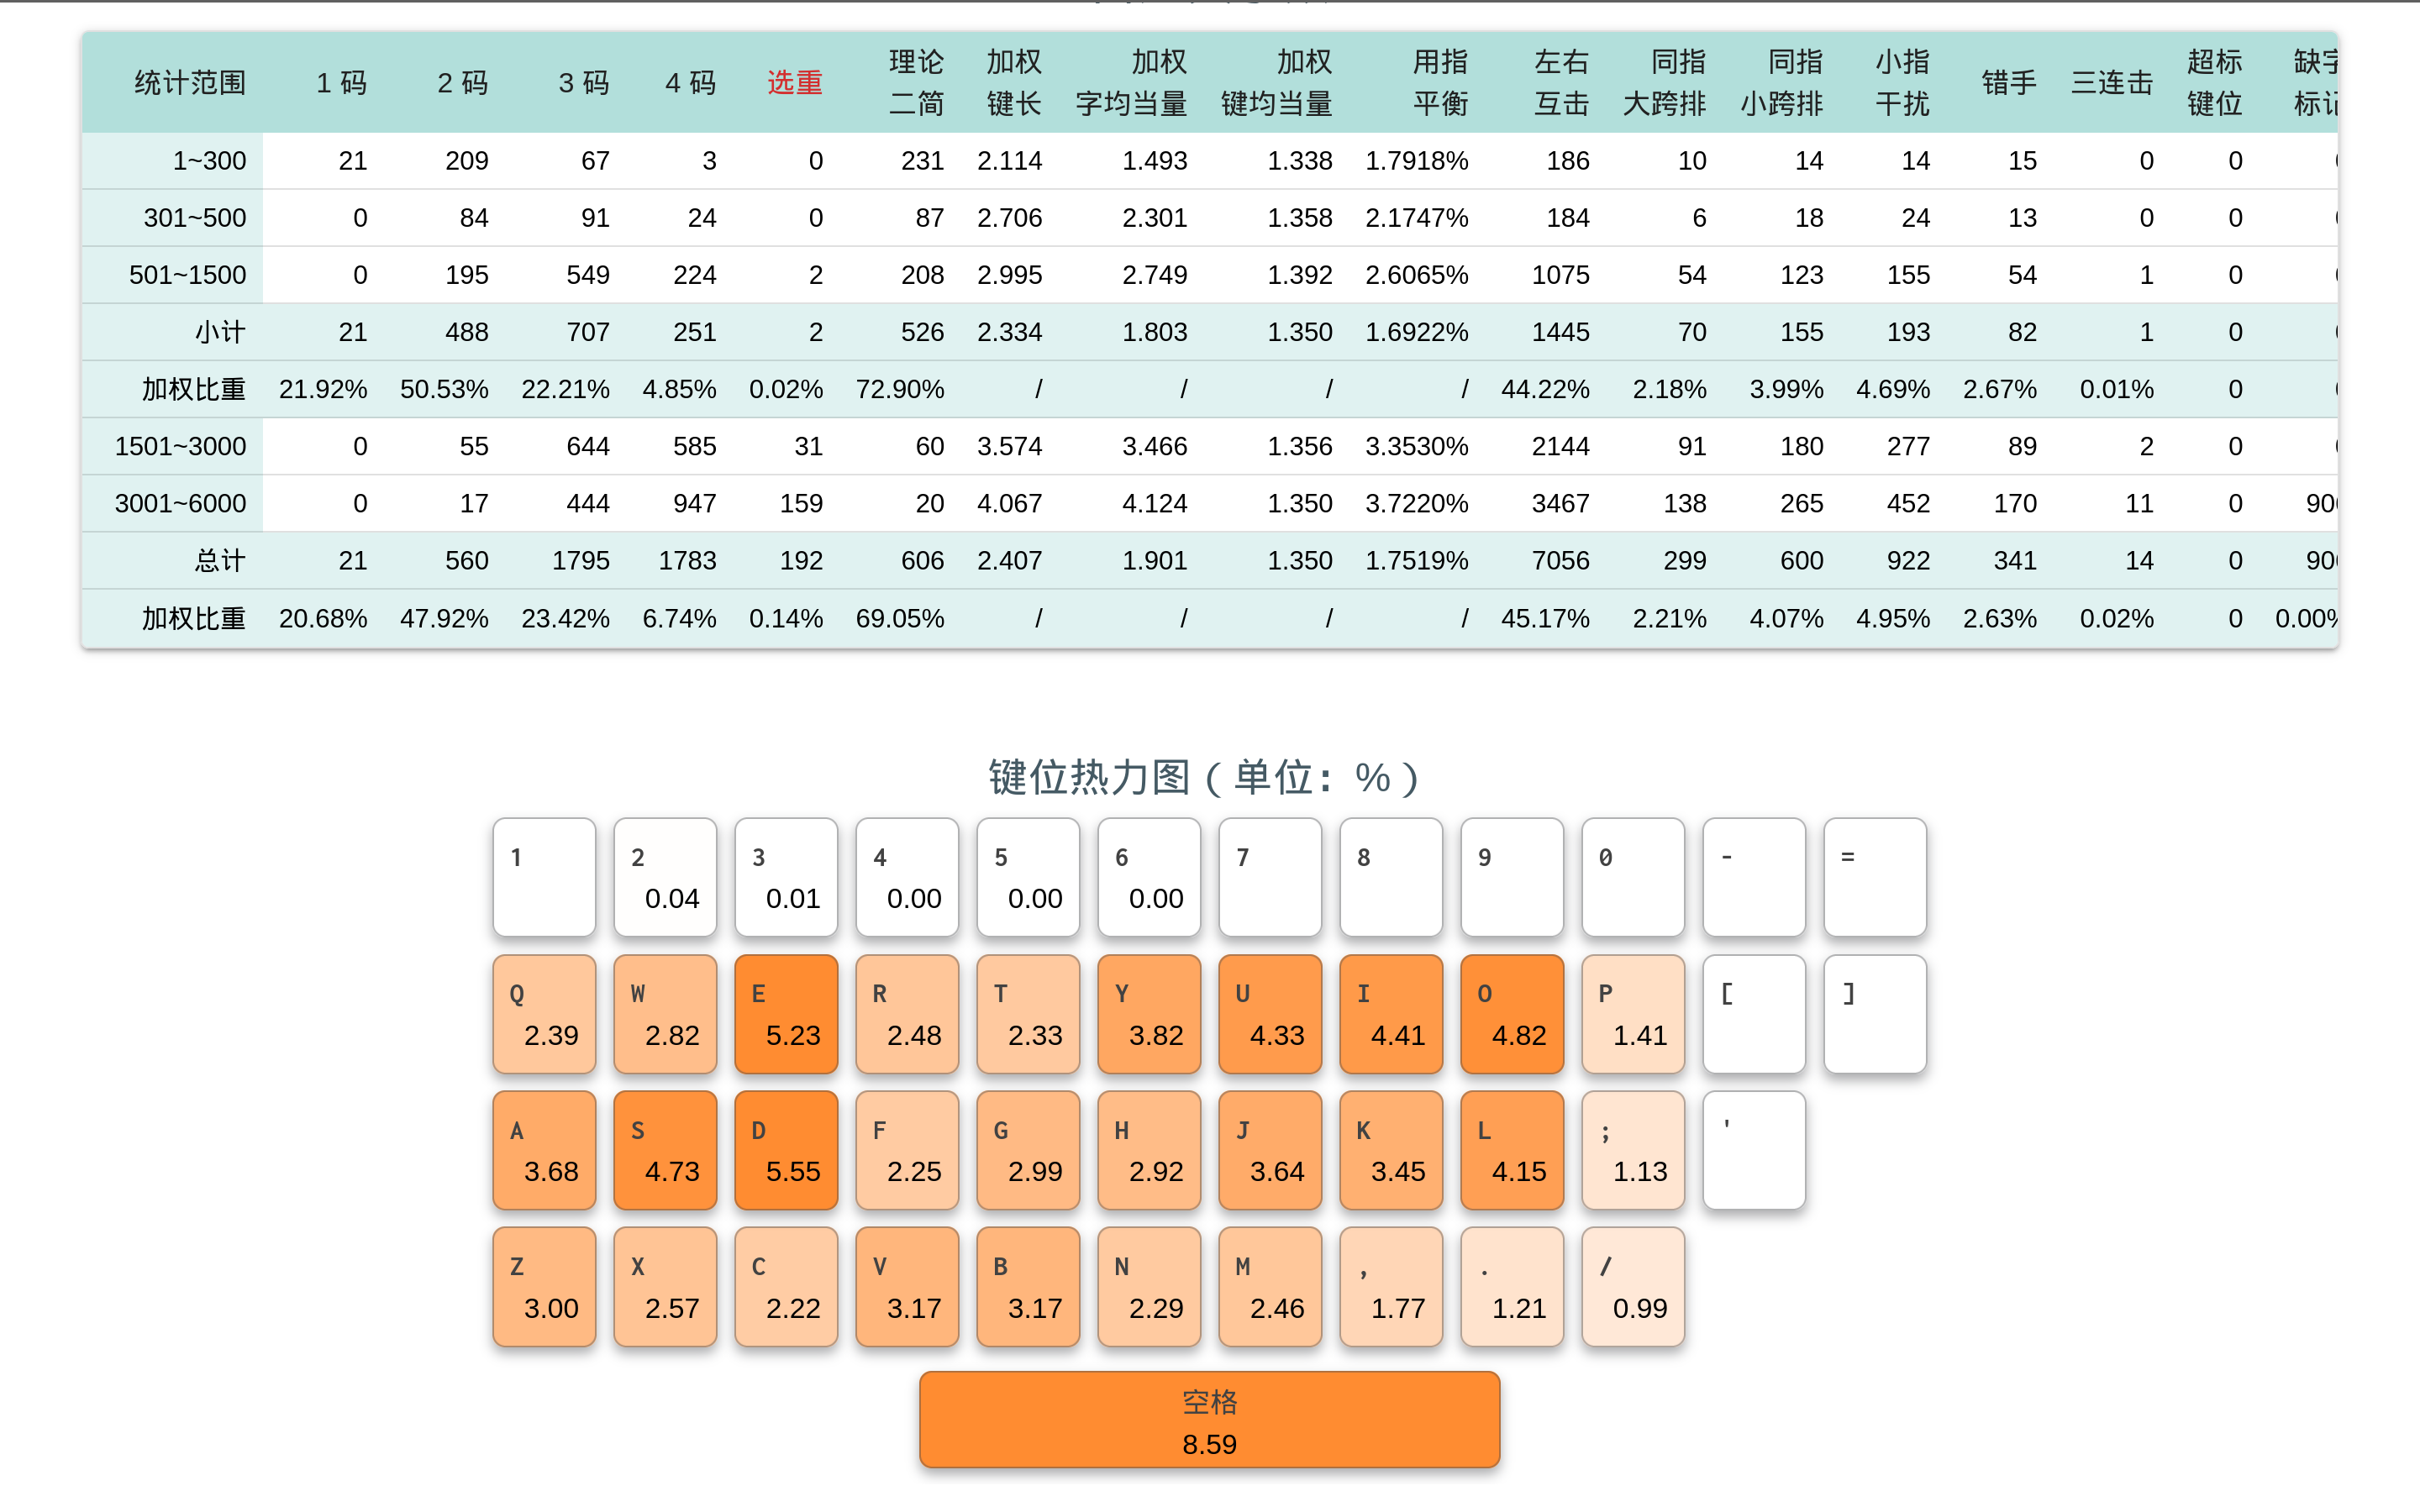 统计范围 1 码 2 码 3 码 4 码 选重 理论二简 加权键长 加权字均当量 加权键均当量 用指平衡 左右互击 同指大跨排 同指小跨排 小指干扰 错手 三连击 超标键位 缺字标记
1~300 21 209 67 3 0 231 2.114 1.493 1.338 1.7918% 186 10 14 14 15 0 0
301~500 0 84 91 24 0 87 2.706 2.301 1.358 2.1747% 184 6 18 24 13 0 0
501~1500 0 195 549 224 2 208 2.995 2.749 1.392 2.6065% 1075 54 123 155 54 1 0
小计 21 488 707 251 2 526 2.334 1.803 1.350 1.6922% 1445 70 155 193 82 1 0
加权比重 21.92% 50.53% 22.21% 4.85% 0.02% 72.90% / / / / 44.22% 2.18% 3.99% 4.69% 2.67% 0.01% 0
1501~3000 0 55 644 585 31 60 3.574 3.466 1.356 3.3530% 2144 91 180 277 89 2 0
3001~6000 0 17 444 947 159 20 4.067 4.124 1.350 3.7220% 3467 138 265 452 170 11 0
总计 21 560 1795 1783 192 606 2.407 1.901 1.350 1.7519% 7056 299 600 922 341 14 0
加权比重 20.68% 47.92% 23.42% 6.74% 0.14% 69.05% / / / / 45.17% 2.21% 4.07% 4.95% 2.63% 0.02% 0 0.00%
键位热力图（单位：%）
1 2 3 4 5 6 7 8 9 0 - =
0.04 0.01 0.00 0.00 0.00
Q W E R T Y U I O P [ ]
2.39 2.82 5.23 2.48 2.33 3.82 4.33 4.41 4.82 1.41
A S D F G H J K L ; '
3.68 4.73 5.55 2.25 2.99 2.92 3.64 3.45 4.15 1.13
Z X C V B N M , . /
3.00 2.57 2.22 3.17 3.17 2.29 2.46 1.77 1.21 0.99
空格
8.59